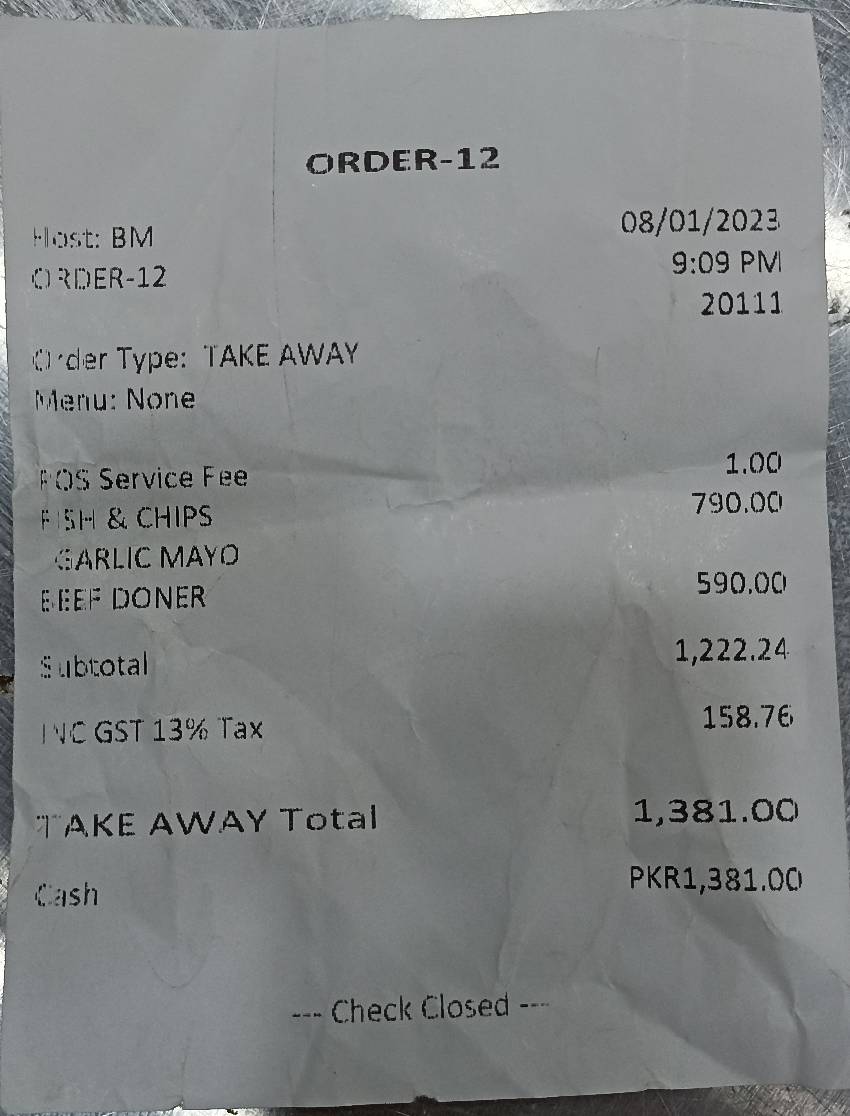 ORDER-12
Host: BM 08/01/2023
ORDER-12 9:09 PM
20111
Order Type: TAKE AWAY
Menu: None
POS Service Fee 1.00
FISH & CHIPS 790.00
GARLIC MAYO
BEEF DONER 590.00
Subtotal 1,222.24
INC GST 13% Tax 158.76
TAKE AWAY Total 1,381.00
Cash PKR1,381.00
--- Check Closed ---